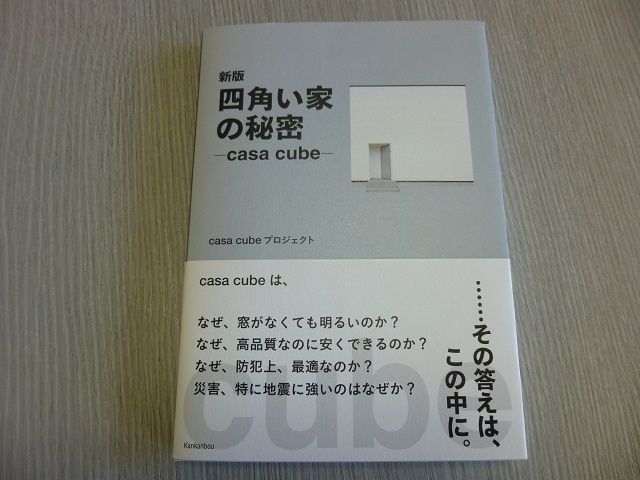 新版
四角い家
の秘密
—casa cube—
casa cube プロジェクト
casa cube は、
なぜ、窓がなくても明るいのか？
なぜ、高品質なのに安くできるのか？
なぜ、防犯上、最適なのか？
災害、特に地震に強いのはなぜか？
……その答えは、
この中に。
cube
Kankanbou